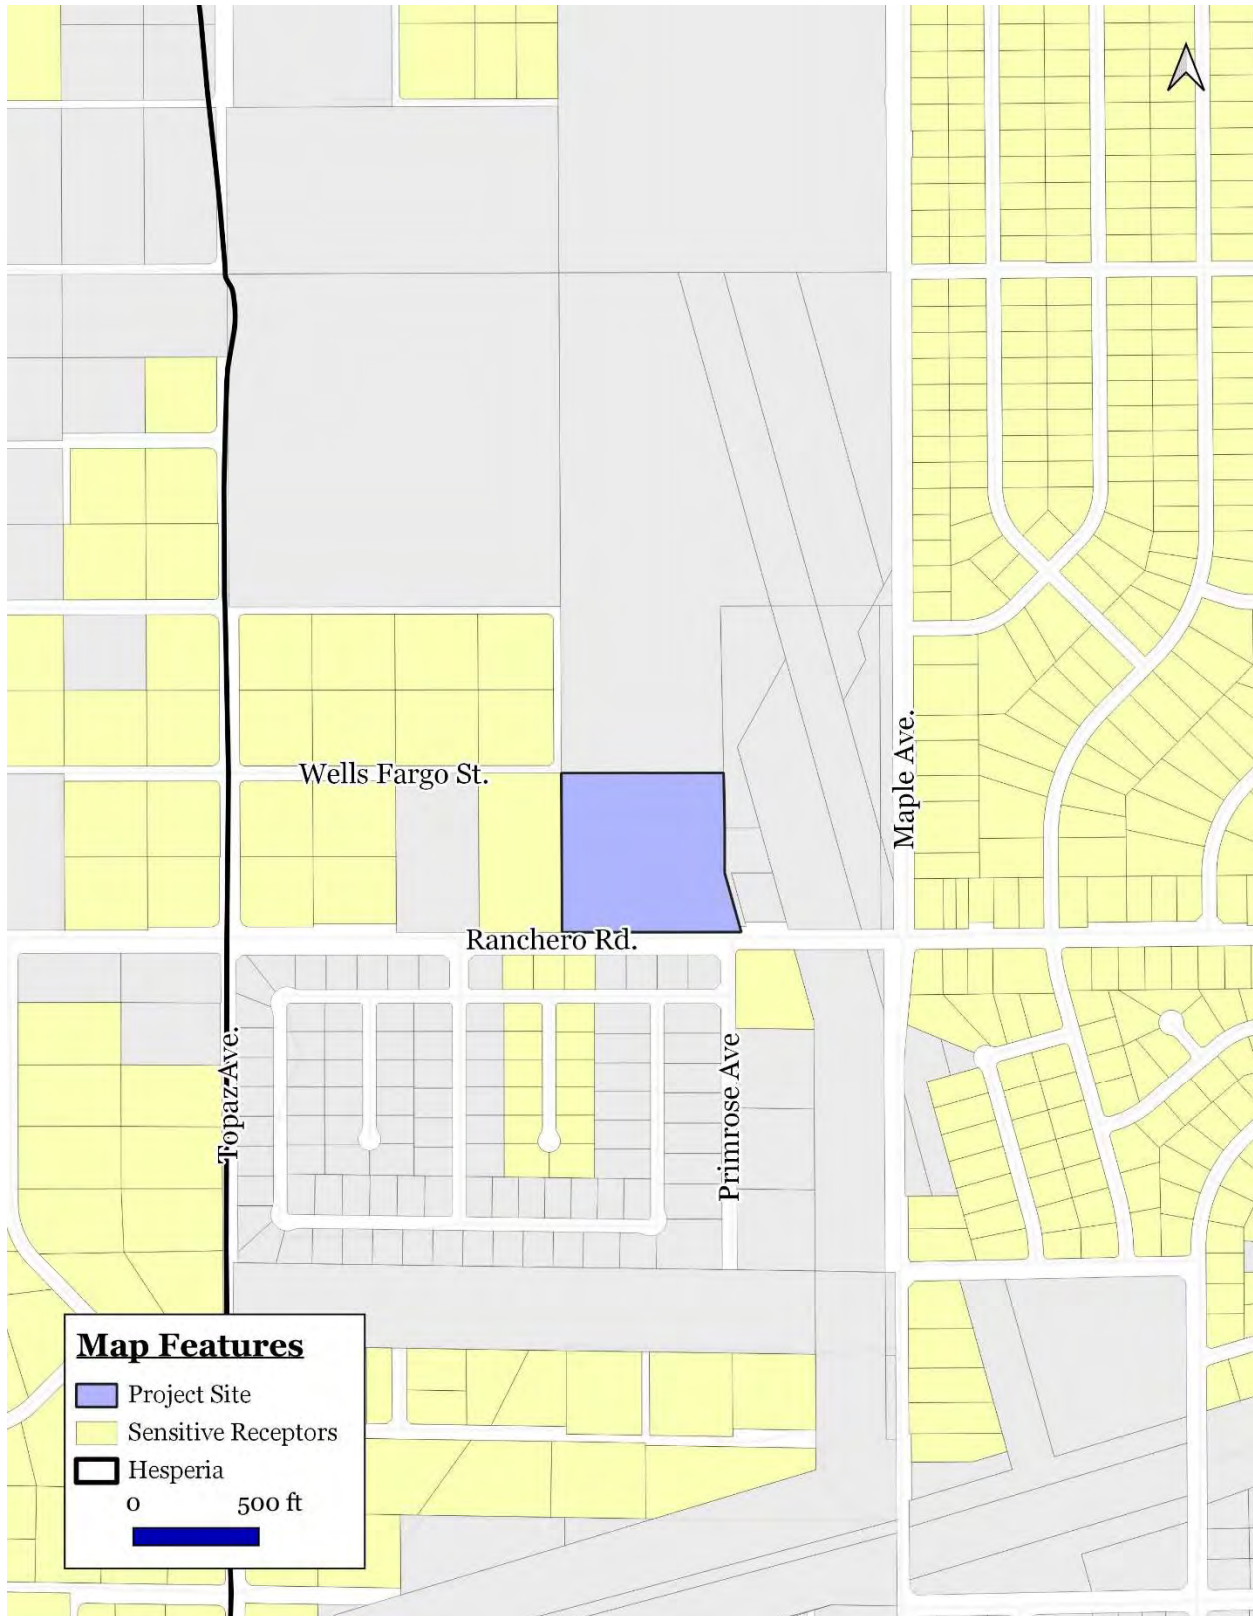 Wells Fargo St.
Maple Ave.
Ranchero Rd.
Topaz Ave.
Primrose Ave
Map Features
Project Site
Sensitive Receptors
Hesperia
0 500 ft